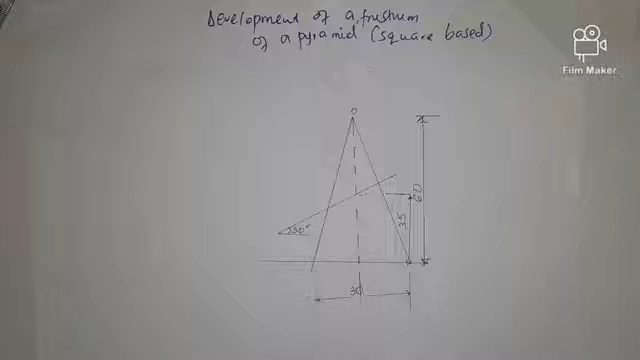 Development of a frustum
of a pyramid (square based)
Film Maker
O
60
35
30°
30